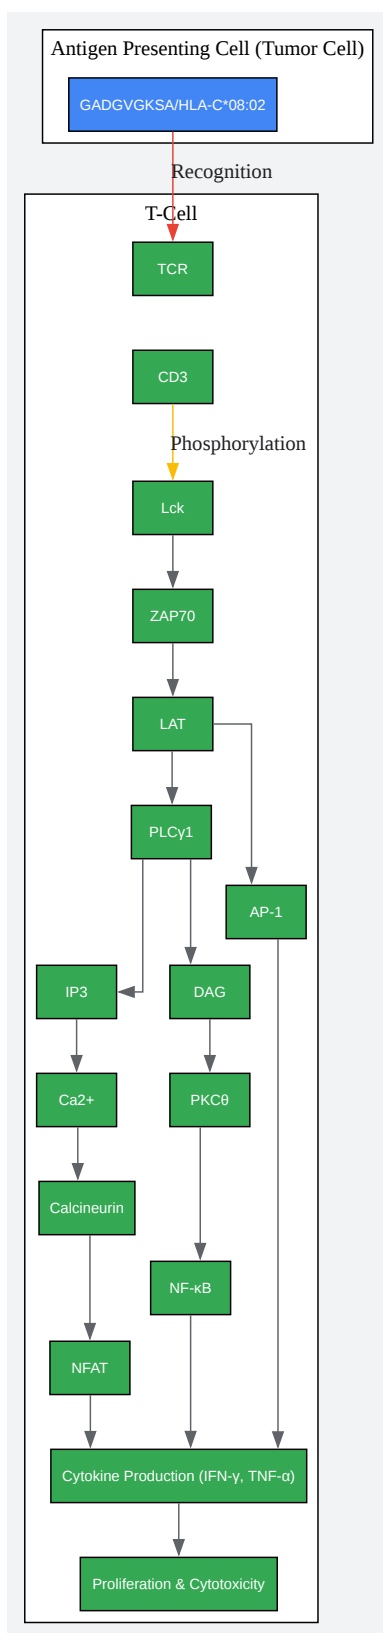 Antigen Presenting Cell (Tumor Cell)
GADGVGKSA/HLA-C*08:02
Recognition
T-Cell
TCR
CD3
Phosphorylation
Lck
ZAP70
LAT
PLCγ1
AP-1
IP3
DAG
Ca2+
PKCθ
Calcineurin
NF-κB
NFAT
Cytokine Production (IFN-γ, TNF-α)
Proliferation & Cytotoxicity